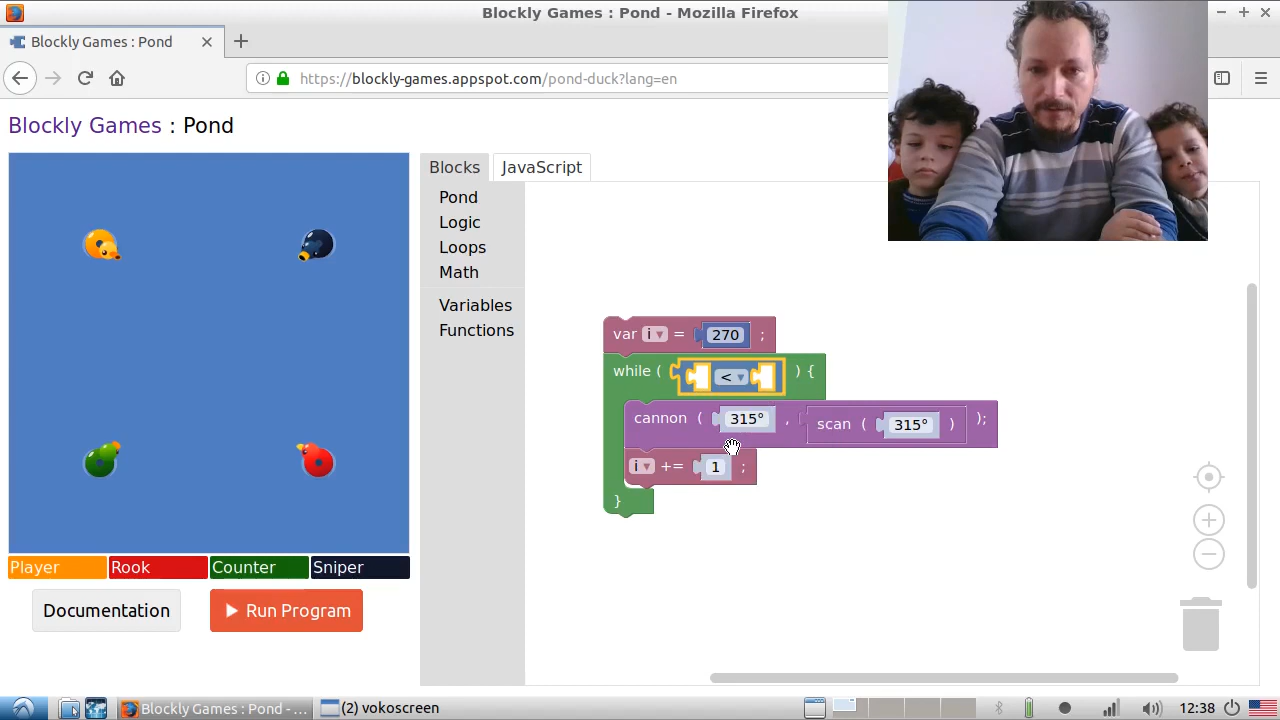 Blockly Games : Pond - Mozilla Firefox
Blockly Games : Pond
https://blockly-games.appspot.com/pond-duck?lang=en
Blockly Games : Pond
Blocks
JavaScript
Pond
Logic
Loops
Math
Variables
Functions
var i = 270 ;
while ( < ) {
cannon ( 315° , scan ( 315° ) );
i += 1 ;
}
Player
Rook
Counter
Sniper
Documentation
Run Program
Blockly Games : Pond - ...
(2) vokoscreen
12:38